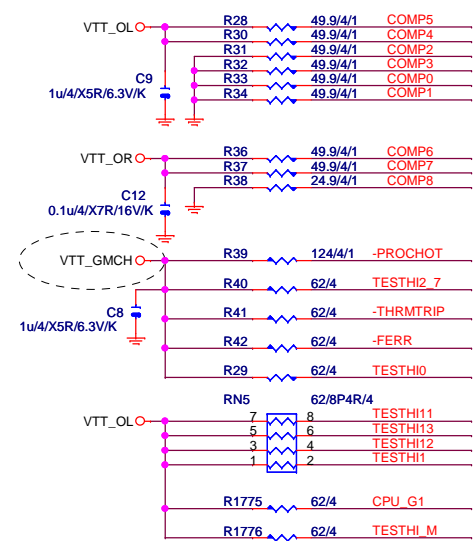 VTT_OL R28 49.9/4/1 COMP5
R30 49.9/4/1 COMP4
R31 49.9/4/1 COMP2
R32 49.9/4/1 COMP3
C9 R33 49.9/4/1 COMP0
1u/4/X5R/6.3V/K R34 49.9/4/1 COMP1
VTT_OR R36 49.9/4/1 COMP6
R37 49.9/4/1 COMP7
R38 24.9/4/1 COMP8
C12
0.1u/4/X7R/16V/K
VTT_GMCH R39 124/4/1 -PROCHOT
R40 62/4 TESTHI2_7
C8 R41 62/4 -THRMTRIP
1u/4/X5R/6.3V/K
R42 62/4 -FERR
R29 62/4 TESTHI0
RN5 62/8P4R/4
VTT_OL 7 8 TESTHI11
5 6 TESTHI13
3 4 TESTHI12
1 2 TESTHI1
R1775 62/4 CPU_G1
R1776 62/4 TESTHI_M